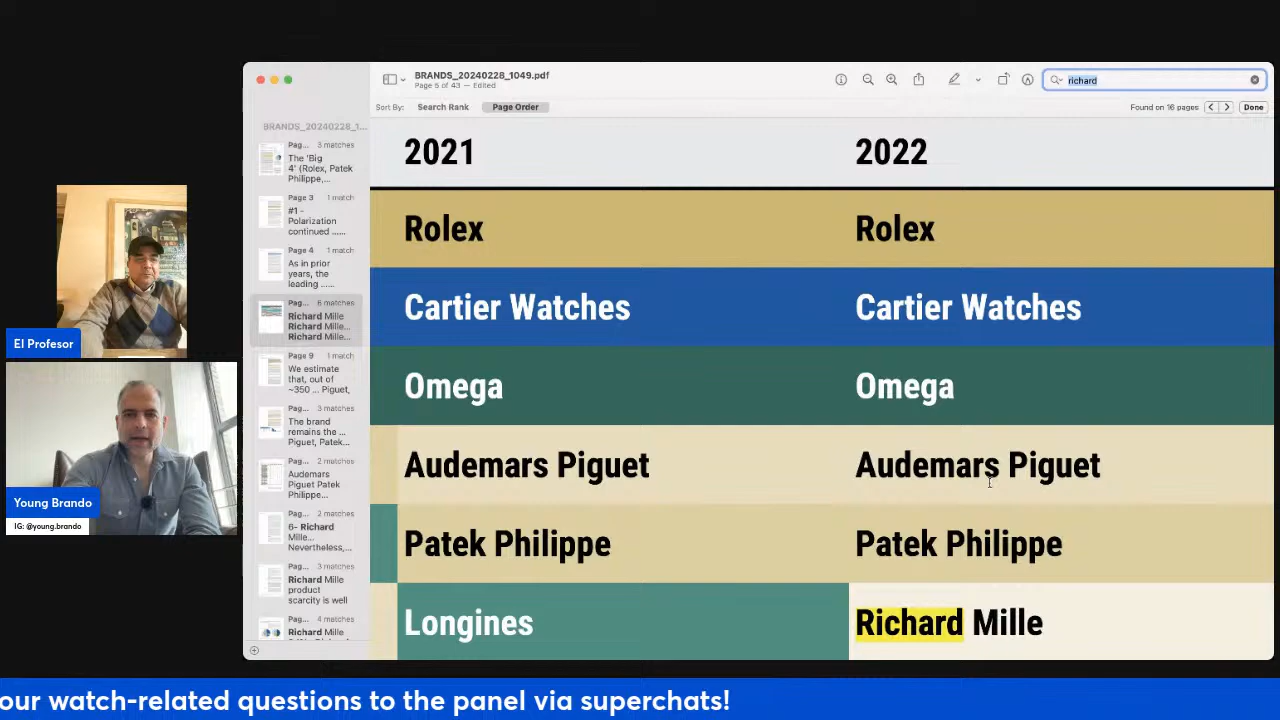 BRANDS_20240228_1049.pdf
Page 5 of 43 — Edited
richard
Sort By:
Search Rank
Page Order
Found on 16 pages
Done
BRANDS_20240228_1...
Pag... 3 matches
The 'Big
4' (Rolex, Patek
Philippe,...
Page 3 1 match
#1 -
Polarization
continued ......
Page 4 1 match
As in prior
years, the
leading ......
Pag... 6 matches
Richard Mille
Richard Mille...
Richard Mille...
Page 9 1 match
We estimate
that, out of
~350 ... Piguet,
Pag... 3 matches
The brand
remains the ...
Piguet, Patek...
Pag... 2 matches
Audemars
Piguet Patek
Philippe...
Pag... 2 matches
6- Richard
Mille...
Nevertheless,...
Pag... 3 matches
Richard Mille
product
scarcity is well
Pag... 4 matches
Richard Mille
2021
2022
Rolex
Rolex
Cartier Watches
Cartier Watches
Omega
Omega
Audemars Piguet
Audemars Piguet
Patek Philippe
Patek Philippe
Longines
Richard Mille
El Profesor
Young Brando
IG: @young.brando
our watch-related questions to the panel via superchats!